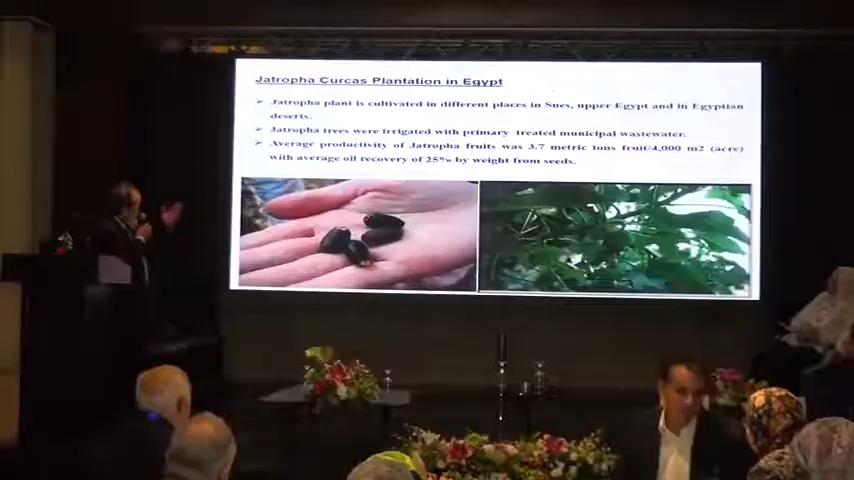 Jatropha Curcas Plantation in Egypt
➢ Jatropha plant is cultivated in different places in Sues, upper Egypt and in Egyptian
deserts.
➢ Jatropha trees were irrigated with primary treated municipal wastewater.
➢ Average productivity of Jatropha fruits was 3.7 metric tons fruit/4,000 m2 (acre)
with average oil recovery of 25% by weight from seeds.